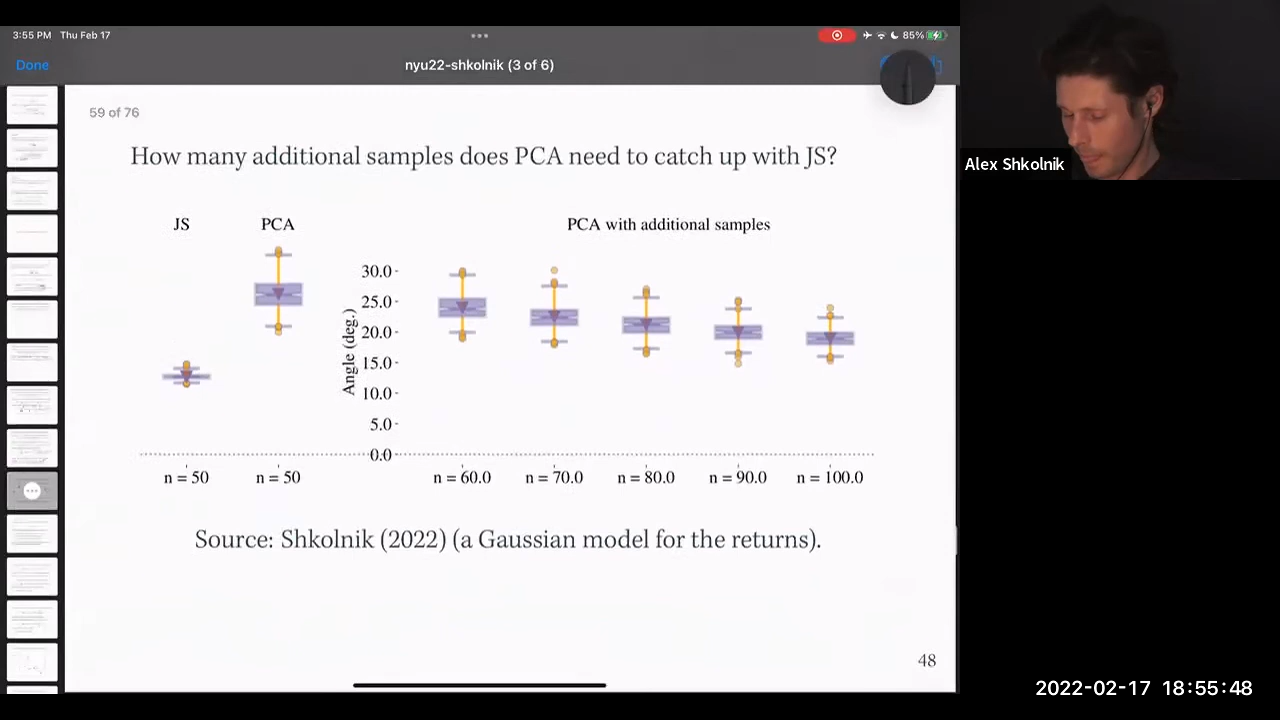 3:55 PM Thu Feb 17
85%
Done
nyu22-shkolnik (3 of 6)
59 of 76
How many additional samples does PCA need to catch up with JS?
JS
PCA
PCA with additional samples
Angle (deg.)
30.0
25.0
20.0
15.0
10.0
5.0
0.0
n = 50
n = 50
n = 60.0
n = 70.0
n = 80.0
n = 90.0
n = 100.0
Source: Shkolnik (2022) (a Gaussian model for the returns).
48
Alex Shkolnik
2022-02-17 18:55:48